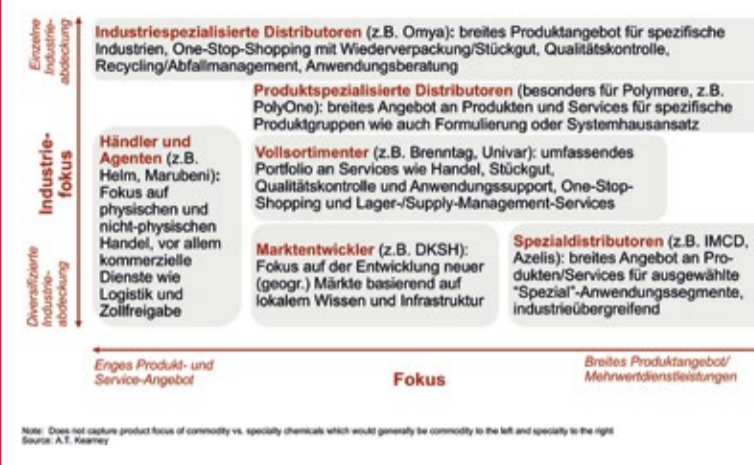 Einzelne
Industrie-
abdeckung
Industriespezialisierte Distributoren (z.B. Omya): breites Produktangebot für spezifische
Industrien, One-Stop-Shopping mit Wiederverpackung/Stückgut, Qualitätskontrolle,
Recycling/Abfallmanagement, Anwendungsberatung
Produktspezialisierte Distributoren (besonders für Polymere, z.B.
PolyOne): breites Angebot an Produkten und Services für spezifische
Produktgruppen wie auch Formulierung oder Systemhausansatz
Industrie-
fokus
Händler und
Agenten (z.B.
Helm, Marubeni):
Fokus auf
physischen und
nicht-physischen
Handel, vor allem
kommerzielle
Dienste wie
Logistik und
Zollfreigabe
Vollsortimenter (z.B. Brenntag, Univar): umfassendes
Portfolio an Services wie Handel, Stückgut,
Qualitätskontrolle und Anwendungssupport, One-Stop-
Shopping und Lager-/Supply-Management-Services
Diversifizierte
Industrie-
abdeckung
Marktentwickler (z.B. DKSH):
Fokus auf der Entwicklung neuer
(geogr.) Märkte basierend auf
lokalem Wissen und Infrastruktur
Spezialdistributoren (z.B. IMCD,
Azelis): breites Angebot an Pro-
dukten/Services für ausgewählte
"Spezial"-Anwendungssegmente,
industrieübergreifend
Enges Produkt- und
Service-Angebot
Fokus
Breites Produktangebot/
Mehrwertdienstleistungen
Note: Does not capture product focus of commodity vs. specialty chemicals which would generally be commodity to the left and specialty to the right
Source: A.T. Kearney